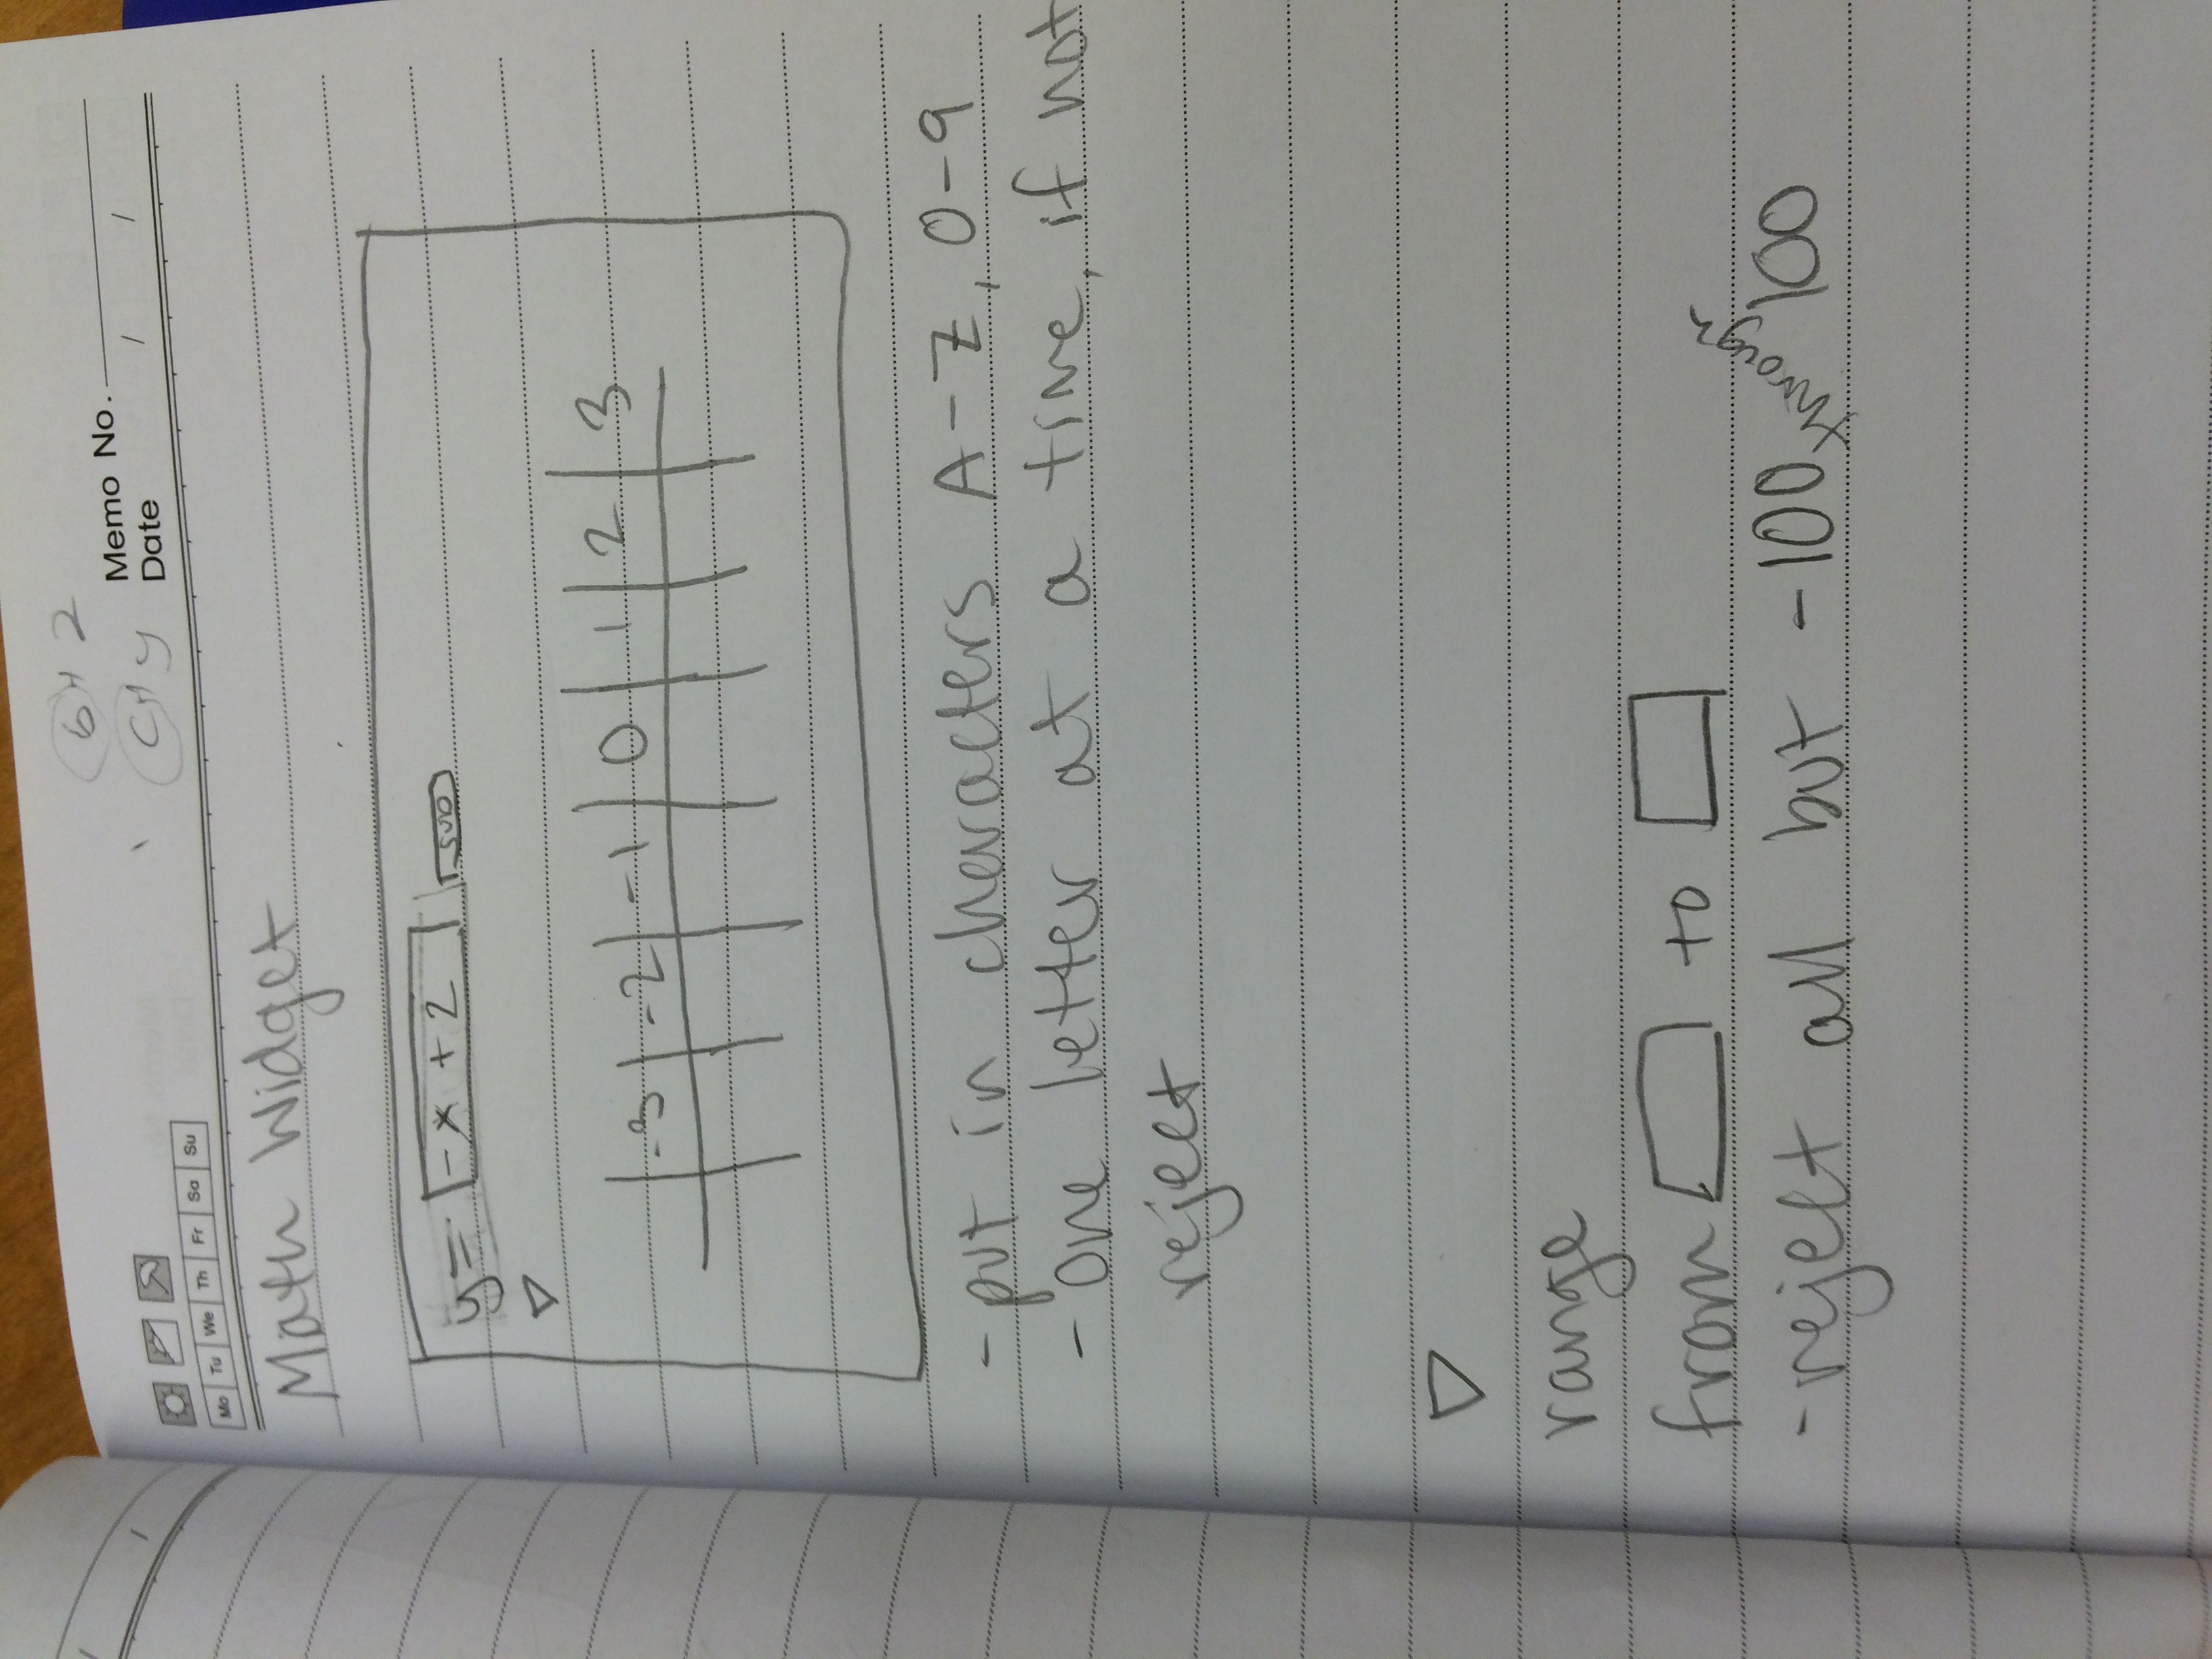 6 + 2
C + y
Memo No.
Date / /
Mo Tu We Th Fr Sa Su
Math Widget
y = -x + 2
-3 -2 -1 0 1 2 3
- put in characters A-Z, 0-9
- One letter at a time, if not
reject
range
from to
- reject all but -100 through 100